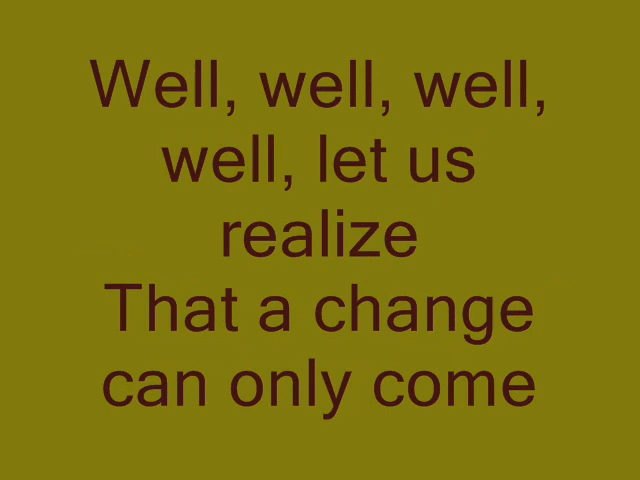 Well, well, well,
well, let us
realize
That a change
can only come